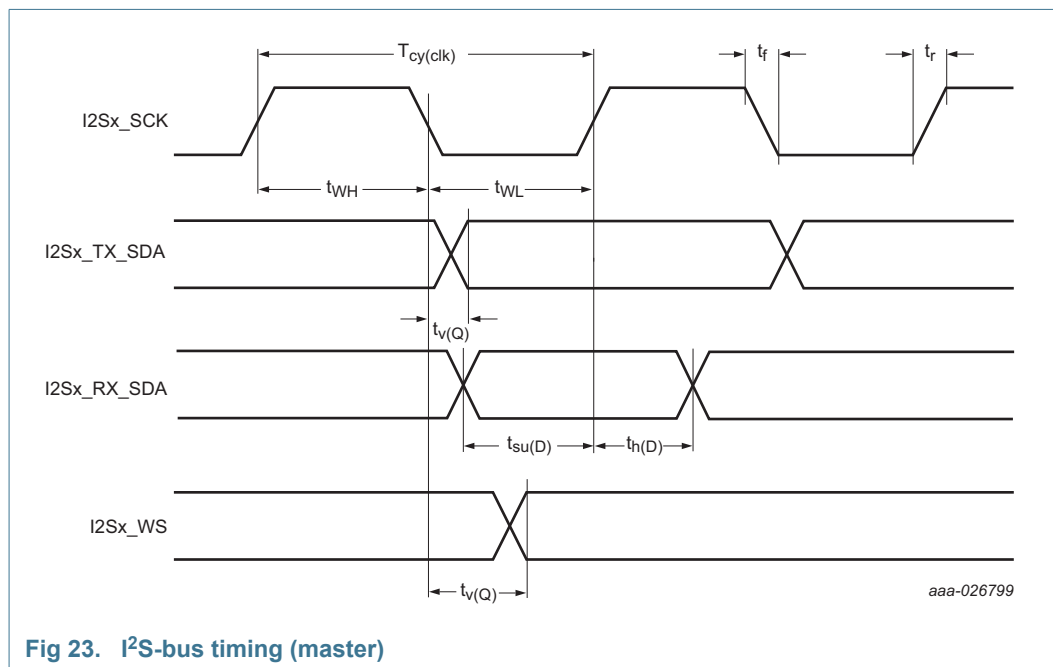 Tcy(clk)
tf
tr
I2Sx_SCK
tWH
tWL
I2Sx_TX_SDA
tv(Q)
I2Sx_RX_SDA
tsu(D)
th(D)
I2Sx_WS
tv(Q)
aaa-026799
Fig 23. I²S-bus timing (master)